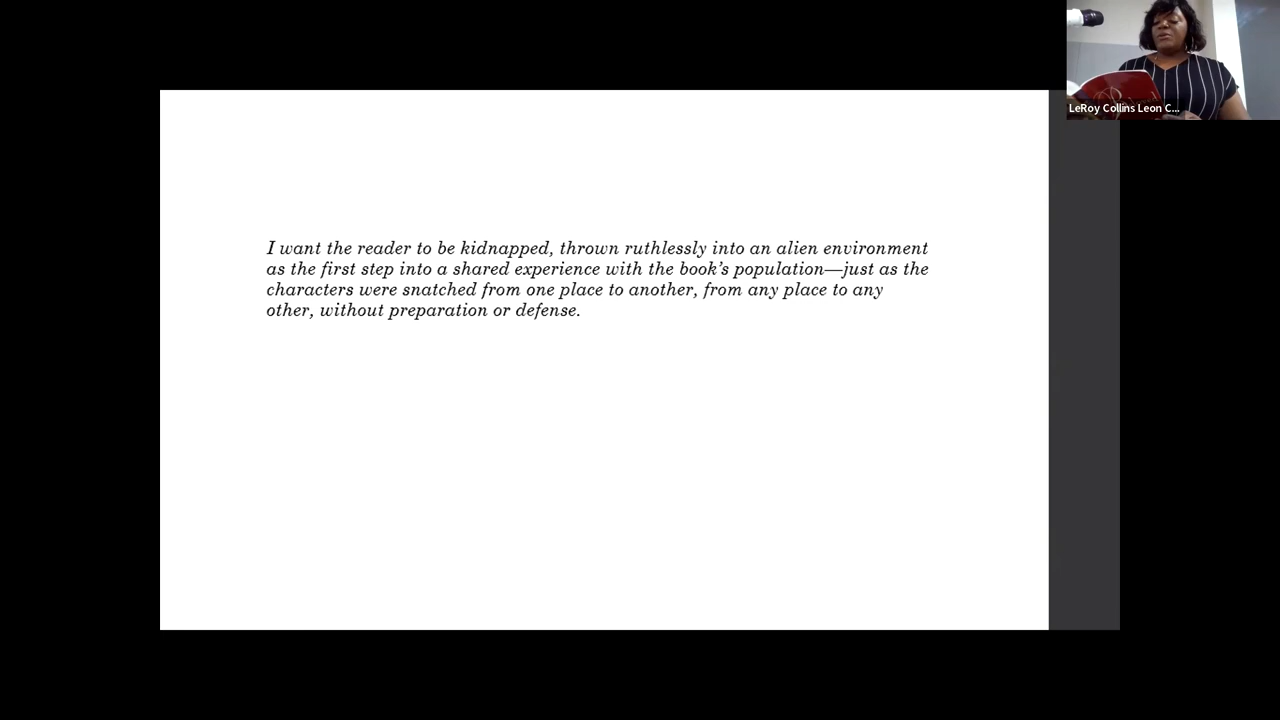 LeRoy Collins Leon C...
I want the reader to be kidnapped, thrown ruthlessly into an alien environment
as the first step into a shared experience with the book’s population—just as the
characters were snatched from one place to another, from any place to any
other, without preparation or defense.